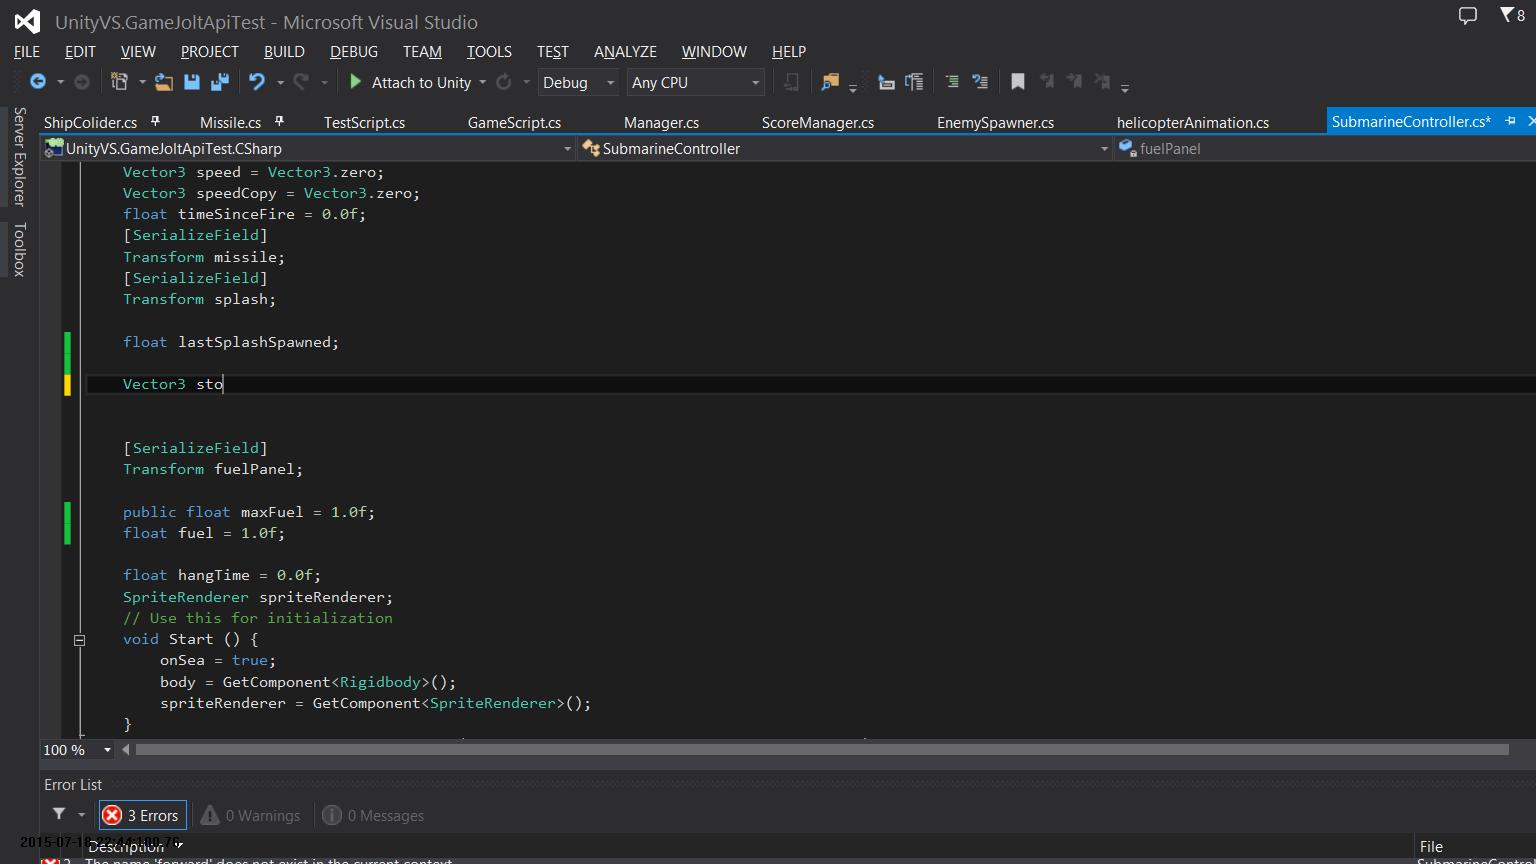 UnityVS.GameJoltApiTest - Microsoft Visual Studio
8
FILE EDIT VIEW PROJECT BUILD DEBUG TEAM TOOLS TEST ANALYZE WINDOW HELP
Attach to Unity Debug Any CPU
Server Explorer
Toolbox
ShipColider.cs Missile.cs TestScript.cs GameScript.cs Manager.cs ScoreManager.cs EnemySpawner.cs helicopterAnimation.cs SubmarineController.cs*
UnityVS.GameJoltApiTest.CSharp SubmarineController fuelPanel
Vector3 speed = Vector3.zero;
Vector3 speedCopy = Vector3.zero;
float timeSinceFire = 0.0f;
[SerializeField]
Transform missile;
[SerializeField]
Transform splash;
float lastSplashSpawned;
Vector3 sto
[SerializeField]
Transform fuelPanel;
public float maxFuel = 1.0f;
float fuel = 1.0f;
float hangTime = 0.0f;
SpriteRenderer spriteRenderer;
// Use this for initialization
void Start () {
onSea = true;
body = GetComponent<Rigidbody>();
spriteRenderer = GetComponent<SpriteRenderer>();
}
100 %
Error List
3 Errors 0 Warnings 0 Messages
Description File
The name 'forward' does not exist in the current context